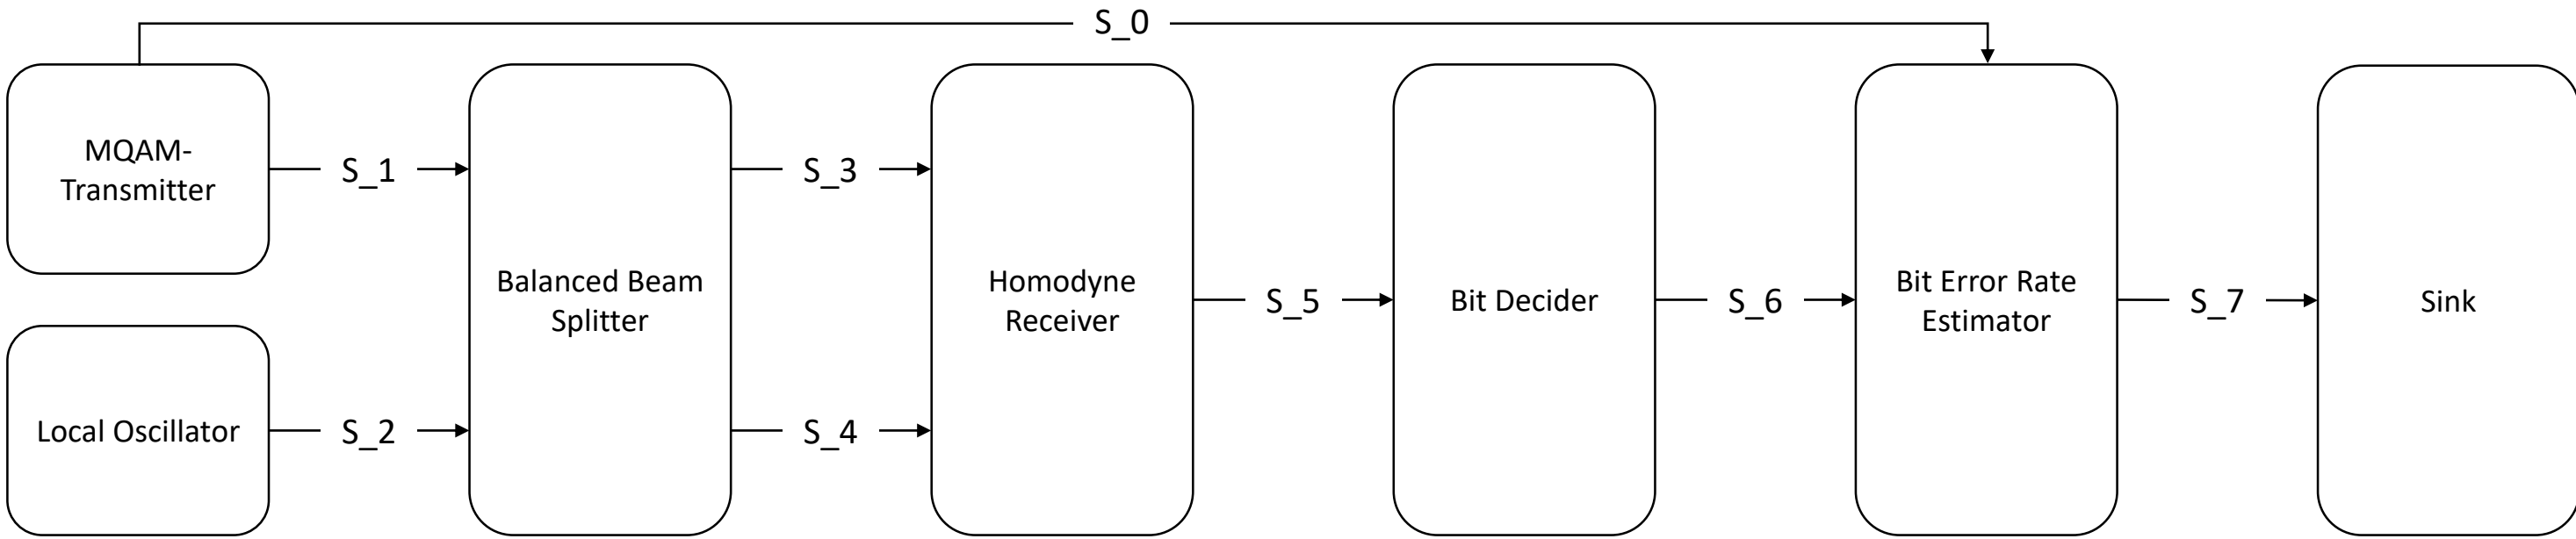 S_0
MQAM-
Transmitter
S_1
Local Oscillator
S_2
Balanced Beam
Splitter
S_3
S_4
Homodyne
Receiver
S_5
Bit Decider
S_6
Bit Error Rate
Estimator
S_7
Sink